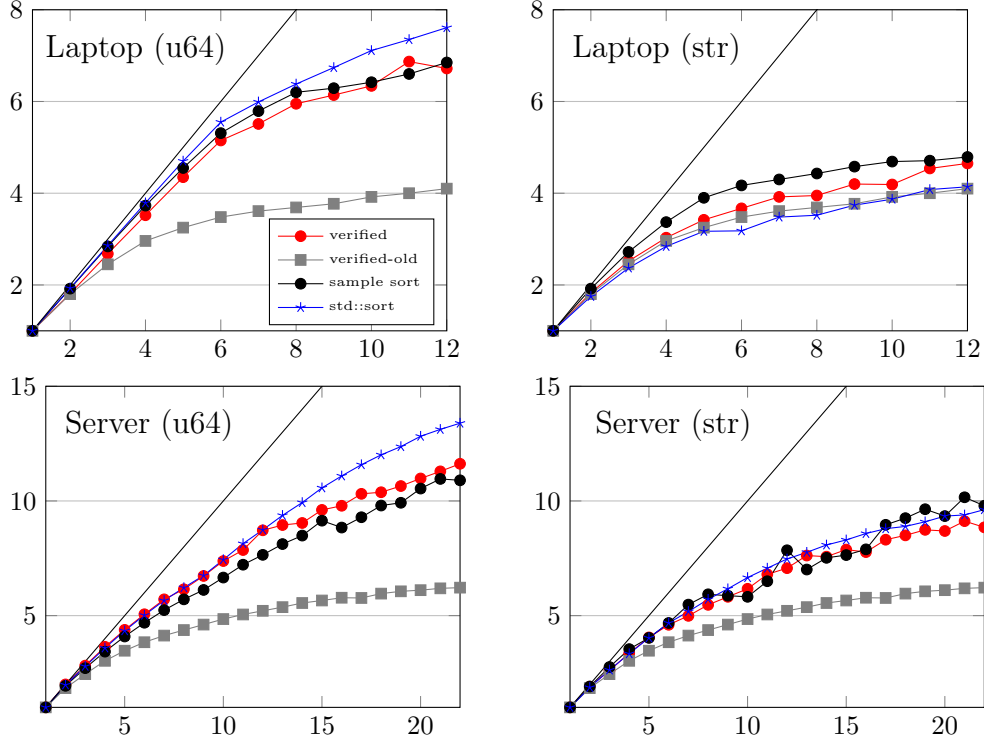 8
6
4
2
Laptop (u64)
verified
verified-old
sample sort
std::sort
2 4 6 8 10 12
8
6
4
2
Laptop (str)
2 4 6 8 10 12
15
10
5
Server (u64)
5 10 15 20
15
10
5
Server (str)
5 10 15 20